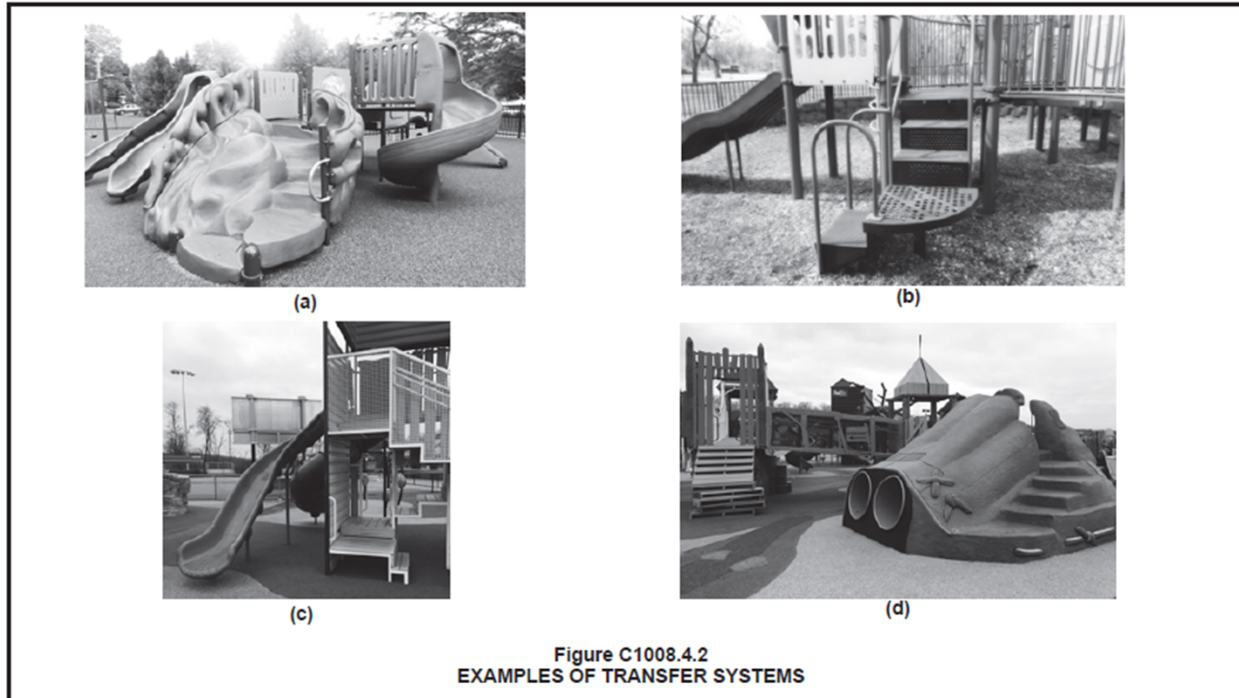 (a)
(b)
(c)
(d)
Figure C1008.4.2
EXAMPLES OF TRANSFER SYSTEMS